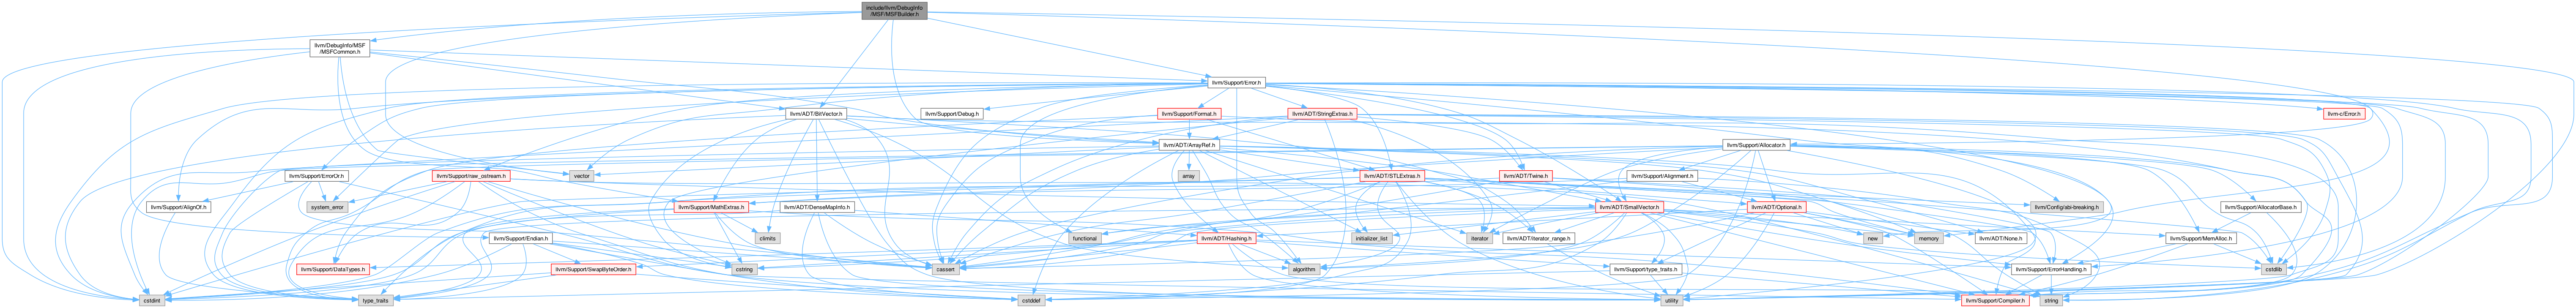 include/llvm/DebugInfo
/MSF/MSFBuilder.h
llvm/DebugInfo/MSF
/MSFCommon.h
llvm/Support/Error.h
llvm/ADT/BitVector.h
llvm/Support/Debug.h
llvm/Support/Format.h
llvm/ADT/StringExtras.h
llvm-c/Error.h
llvm/ADT/ArrayRef.h
llvm/Support/Allocator.h
llvm/Support/ErrorOr.h
llvm/Support/raw_ostream.h
vector
array
llvm/ADT/STLExtras.h
llvm/ADT/Twine.h
llvm/Support/Alignment.h
llvm/Support/AlignOf.h
system_error
llvm/Support/MathExtras.h
llvm/ADT/DenseMapInfo.h
llvm/ADT/SmallVector.h
llvm/ADT/Optional.h
llvm/Config/abi-breaking.h
llvm/Support/AllocatorBase.h
climits
llvm/Support/Endian.h
functional
llvm/ADT/Hashing.h
initializer_list
iterator
llvm/ADT/iterator_range.h
new
memory
llvm/ADT/None.h
llvm/Support/MemAlloc.h
llvm/Support/DataTypes.h
llvm/Support/SwapByteOrder.h
cstring
cassert
algorithm
llvm/Support/type_traits.h
llvm/Support/ErrorHandling.h
cstdlib
cstdint
type_traits
cstddef
utility
llvm/Support/Compiler.h
string